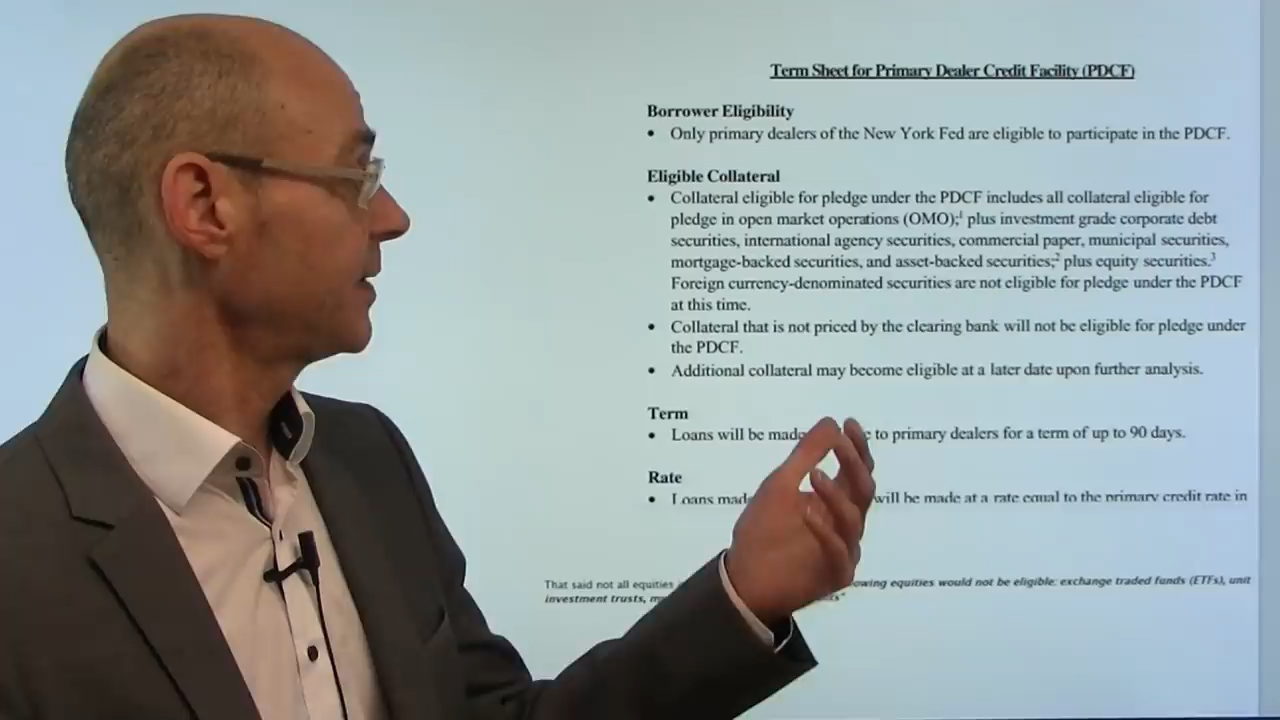 Term Sheet for Primary Dealer Credit Facility (PDCF)
Borrower Eligibility
• Only primary dealers of the New York Fed are eligible to participate in the PDCF.
Eligible Collateral
• Collateral eligible for pledge under the PDCF includes all collateral eligible for
pledge in open market operations (OMO);¹ plus investment grade corporate debt
securities, international agency securities, commercial paper, municipal securities,
mortgage-backed securities, and asset-backed securities;² plus equity securities.³
Foreign currency-denominated securities are not eligible for pledge under the PDCF
at this time.
• Collateral that is not priced by the clearing bank will not be eligible for pledge under
the PDCF.
• Additional collateral may become eligible at a later date upon further analysis.
Term
• Loans will be made to primary dealers for a term of up to 90 days.
Rate
• Loans made will be made at a rate equal to the primary credit rate in
That said not all equities equities would not be eligible: exchange traded funds (ETFs), unit
investment trusts,